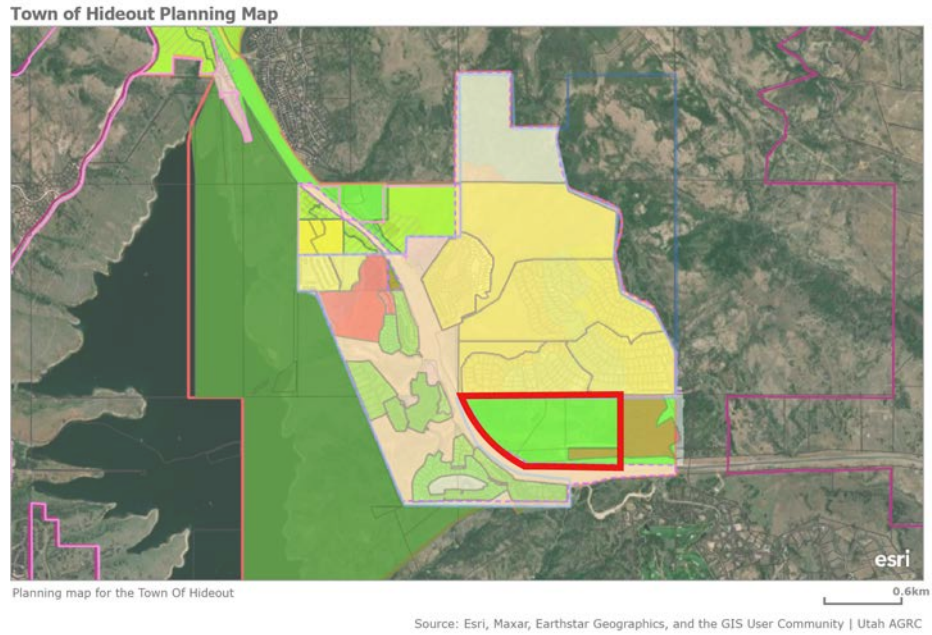 Town of Hideout Planning Map
esri
Planning map for the Town Of Hideout
0.6km
Source: Esri, Maxar, Earthstar Geographics, and the GIS User Community | Utah AGRC